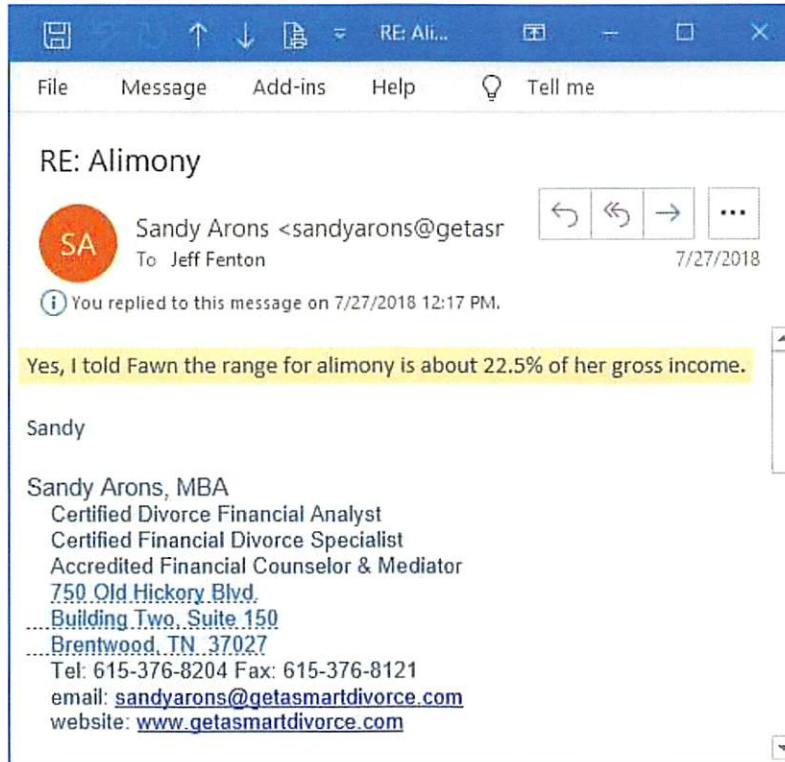 RE: Ali...
File Message Add-ins Help Tell me
RE: Alimony
SA
Sandy Arons <sandyarons@getasr
To Jeff Fenton
7/27/2018
You replied to this message on 7/27/2018 12:17 PM.
Yes, I told Fawn the range for alimony is about 22.5% of her gross income.
Sandy
Sandy Arons, MBA
Certified Divorce Financial Analyst
Certified Financial Divorce Specialist
Accredited Financial Counselor & Mediator
750 Old Hickory Blvd.
Building Two, Suite 150
Brentwood, TN 37027
Tel: 615-376-8204 Fax: 615-376-8121
email: sandyarons@getasmartdivorce.com
website: www.getasmartdivorce.com